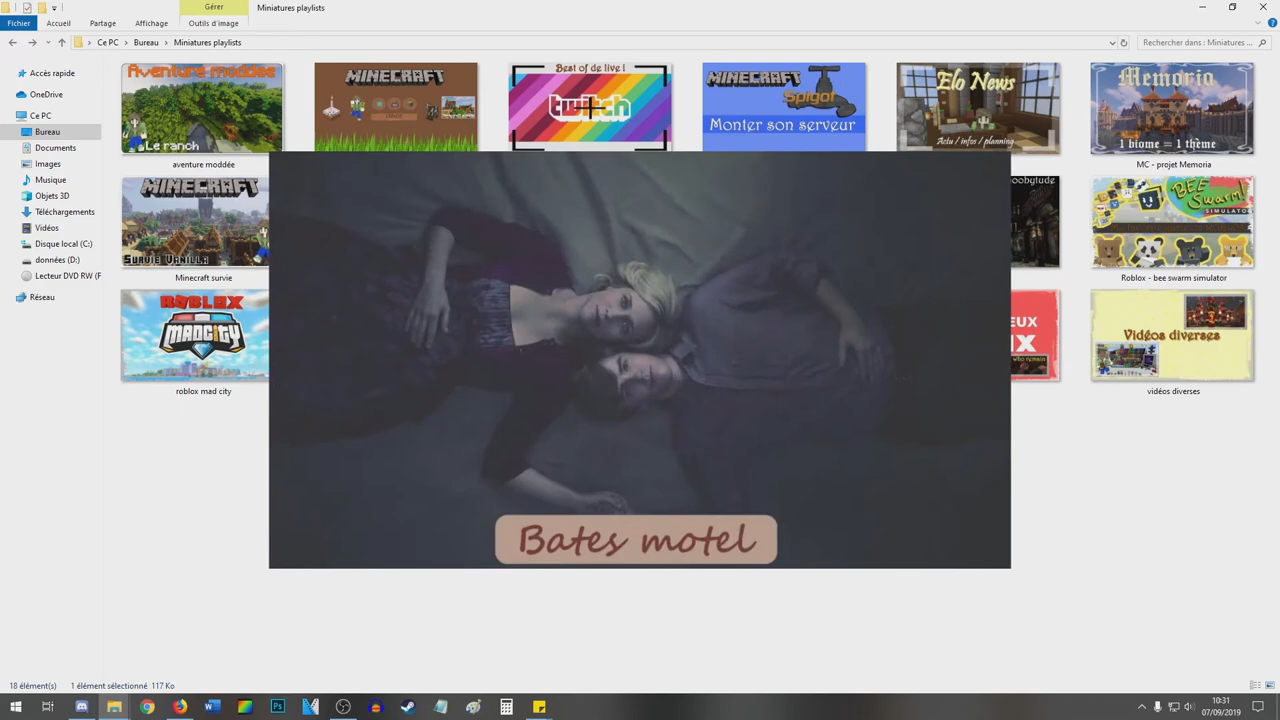 Gérer
Miniatures playlists
Fichier
Accueil
Partage
Affichage
Outils d'image
Ce PC
Bureau
Miniatures playlists
Rechercher dans : Miniatures ...
Accès rapide
OneDrive
Ce PC
Bureau
Documents
Images
Musique
Objets 3D
Téléchargements
Vidéos
Disque local (C:)
données (D:)
Lecteur DVD RW (F
Réseau
Aventure moddée
Le ranch
aventure moddée
MINECRAFT
Best of de live !
twitch
MINECRAFT
Spigot
Monter son serveur
Elo News
Actu / infos / planning
Memoria
1 biome = 1 thème
MC - projet Memoria
MINECRAFT
Survie Vanilla
Minecraft survie
oobytude
BEE
Swarm!
SIMULATOR
Roblox - bee swarm simulator
ROBLOX
MADCITY
roblox mad city
EUX
IX
Vidéos diverses
vidéos diverses
Bates motel
18 élément(s)
1 élément sélectionné 117 Ko
10:31
07/09/2019